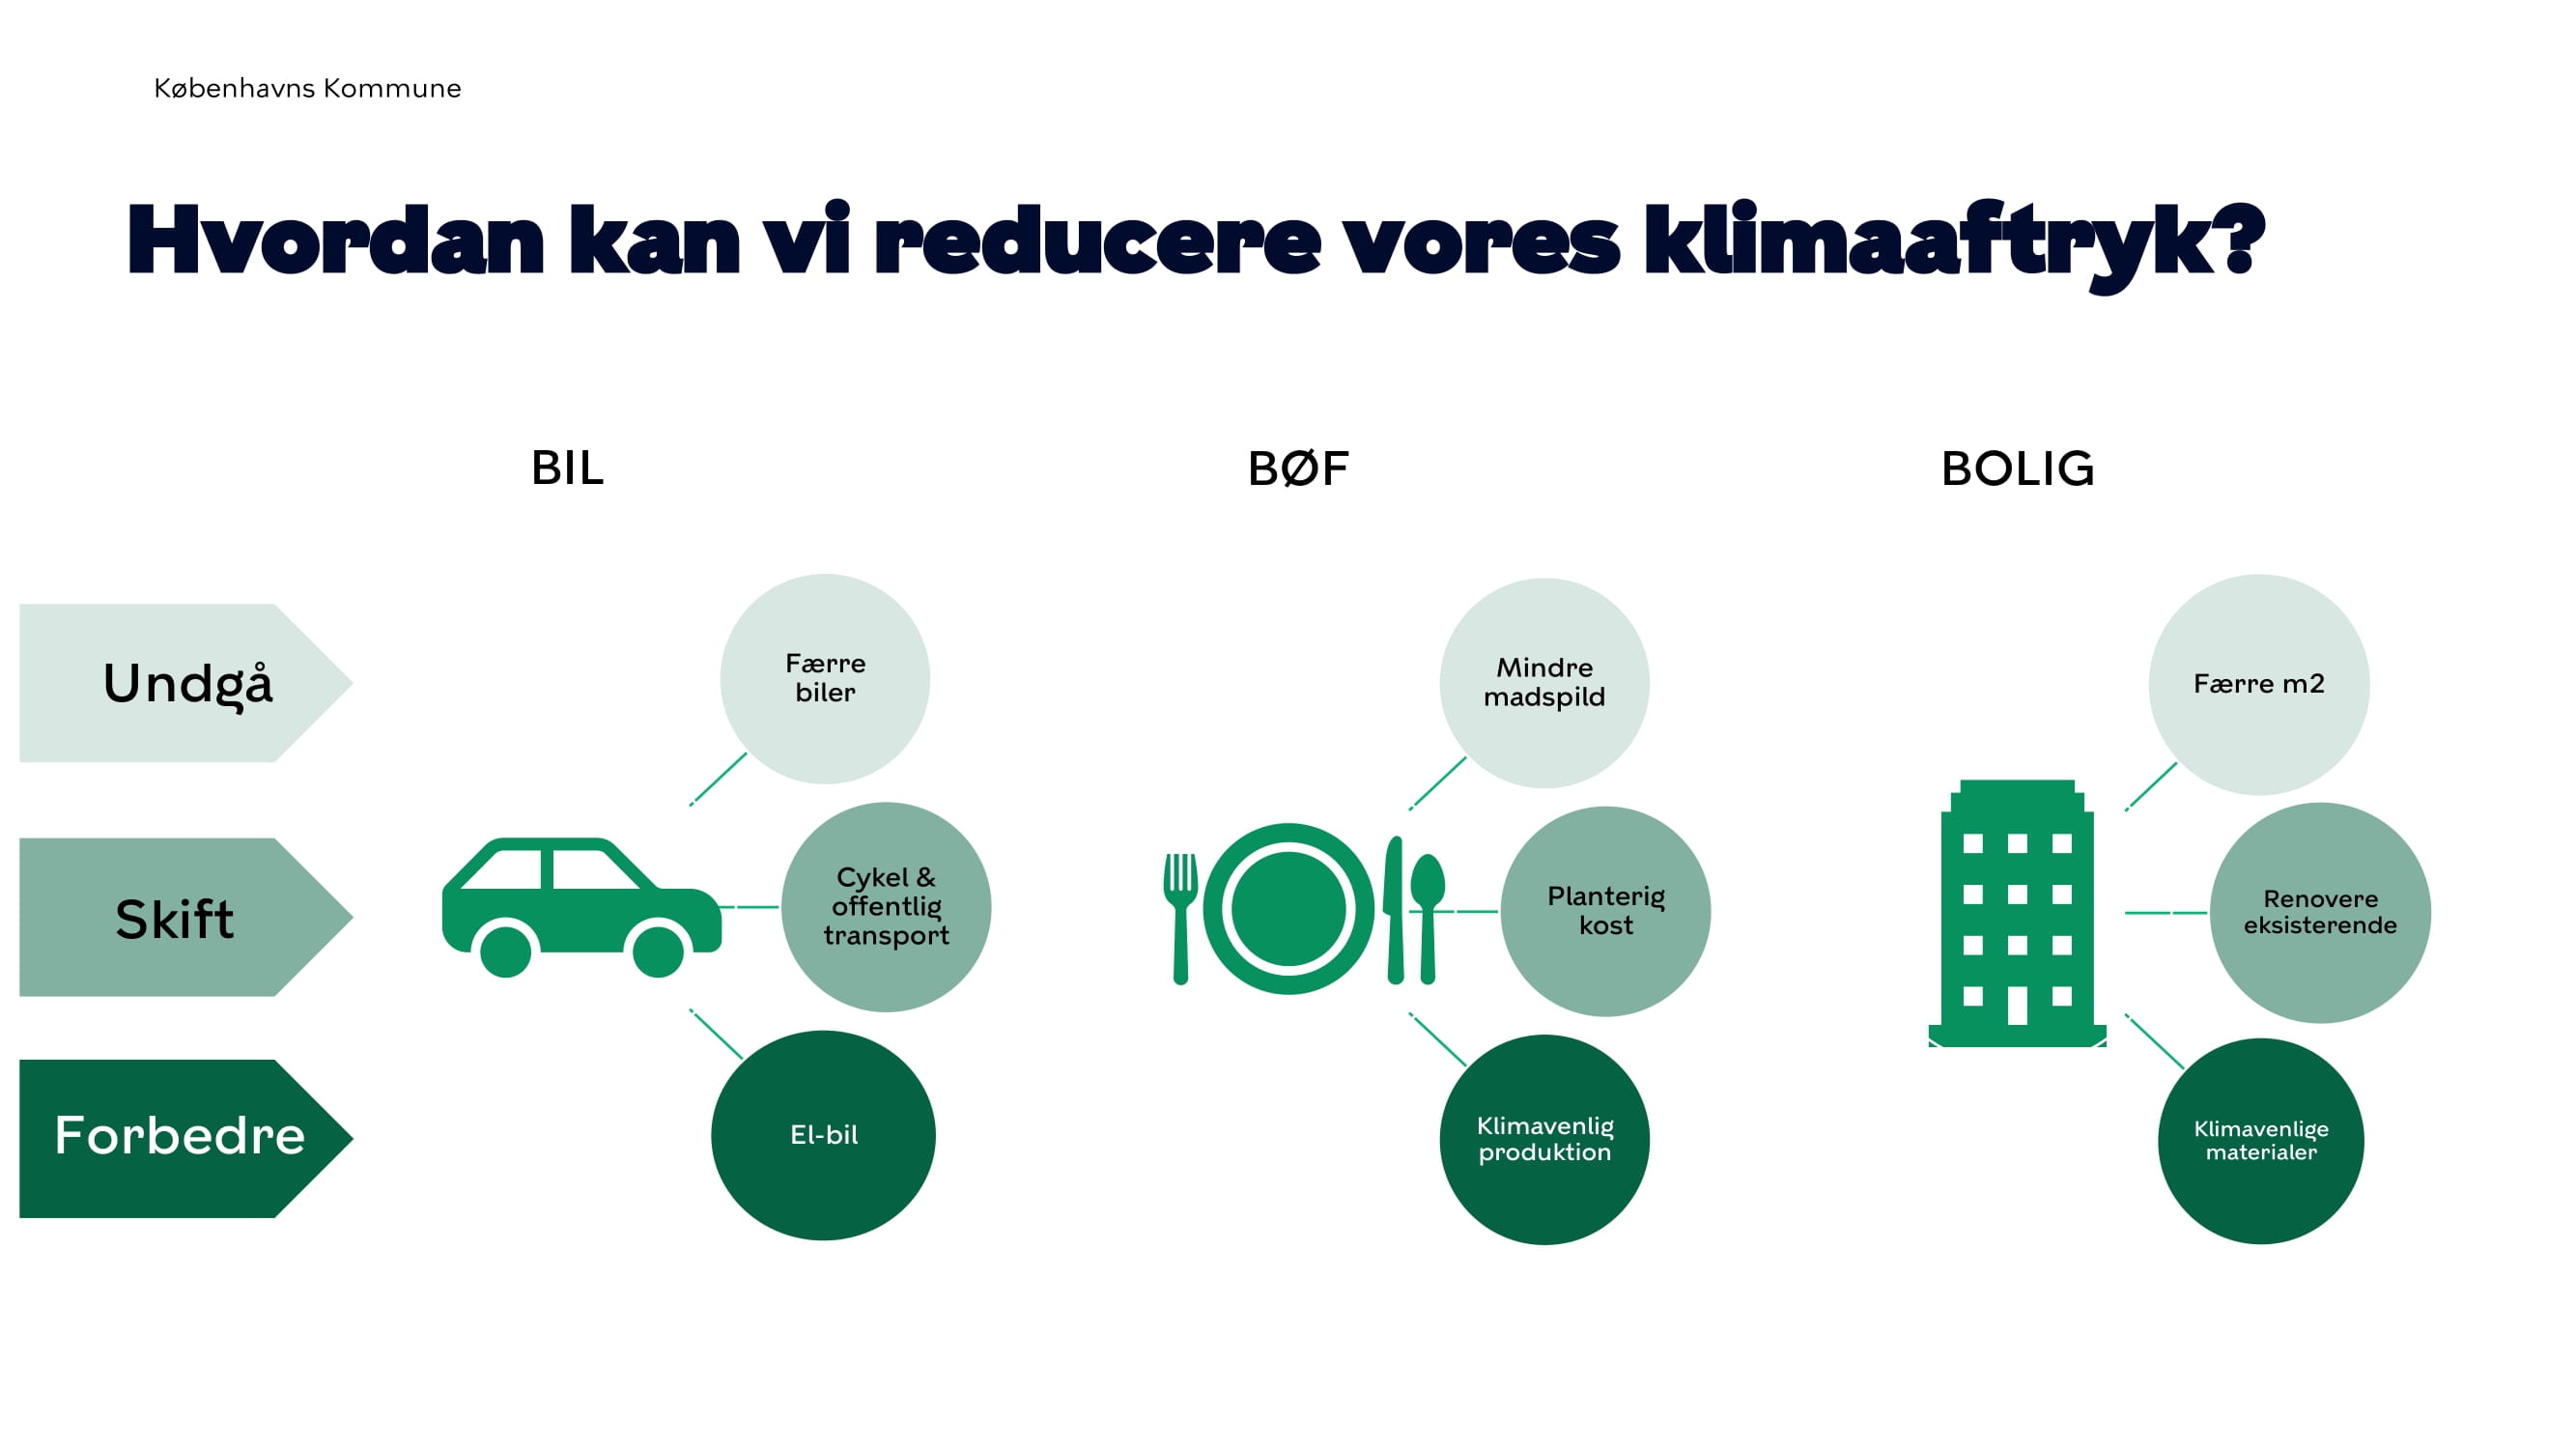 Københavns Kommune
Hvordan kan vi reducere vores klimaaftryk?
BIL
BØF
BOLIG
Undgå
Færre
biler
Mindre
madspild
Færre m2
Skift
Cykel &
offentlig
transport
Planterig
kost
Renovere
eksisterende
Forbedre
El-bil
Klimavenlig
produktion
Klimavenlige
materialer